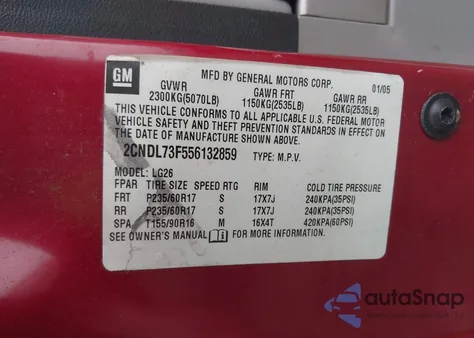 GM
MFD BY GENERAL MOTORS CORP. 01/05
GVWR GAWR FRT GAWR RR
2300KG(5070LB) 1150KG(2535LB) 1150KG(2535LB)
THIS VEHICLE CONFORMS TO ALL APPLICABLE U.S. FEDERAL MOTOR
VEHICLE SAFETY AND THEFT PREVENTION STANDARDS IN EFFECT ON
THE DATE OF MANUFACTURE SHOWN ABOVE.
2CNDL73F556132859 TYPE: M.P.V.
MODEL: LG26
FPAR TIRE SIZE SPEED RTG RIM COLD TIRE PRESSURE
FRT P235/60R17 S 17X7J 240KPA(35PSI)
RR P235/60R17 S 17X7J 240KPA(35PSI)
SPA T155/90R16 M 16X4T 420KPA(60PSI)
SEE OWNER'S MANUAL FOR MORE INFORMATION.
autoSnap